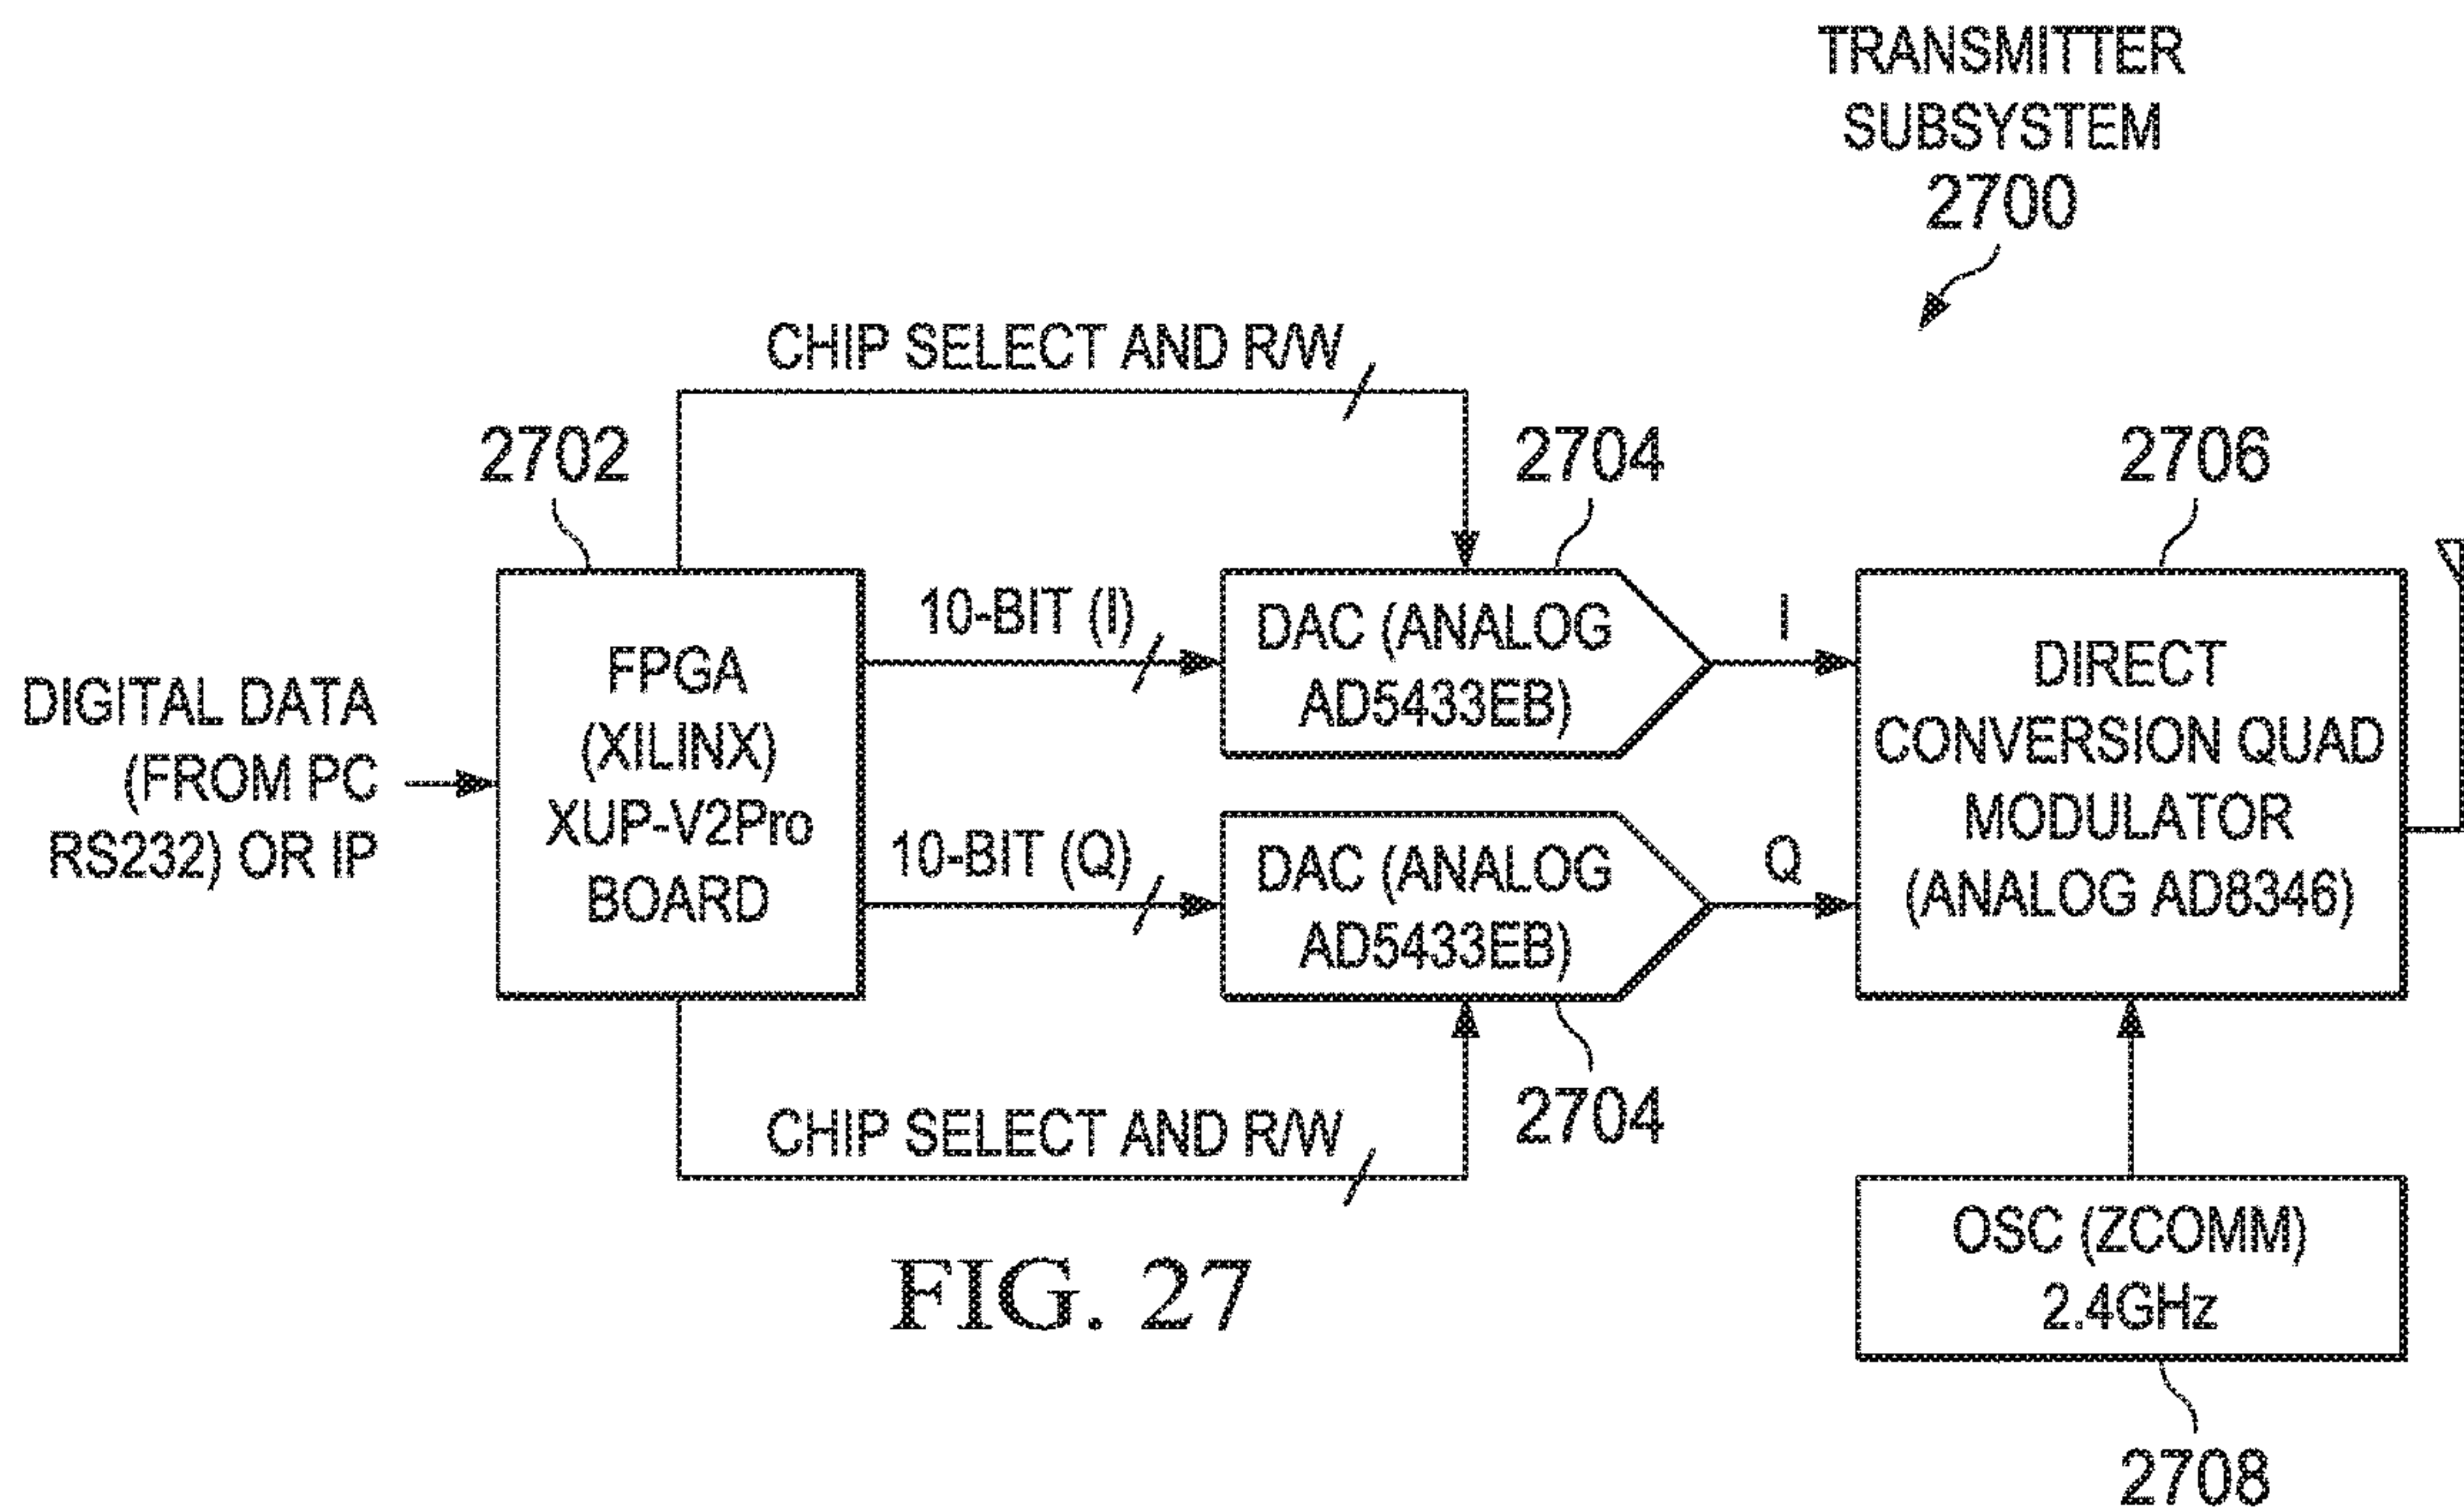 TRANSMITTER
SUBSYSTEM
2700
CHIP SELECT AND R/W
2702
2704
2706
DIGITAL DATA
(FROM PC
RS232) OR IP
FPGA
(XILINX)
XUP-V2Pro
BOARD
10-BIT (I)
10-BIT (Q)
DAC (ANALOG
AD5433EB)
DAC (ANALOG
AD5433EB)
I
Q
DIRECT
CONVERSION QUAD
MODULATOR
(ANALOG AD8346)
CHIP SELECT AND R/W
2704
OSC (ZCOMM)
2.4GHz
2708
FIG. 27